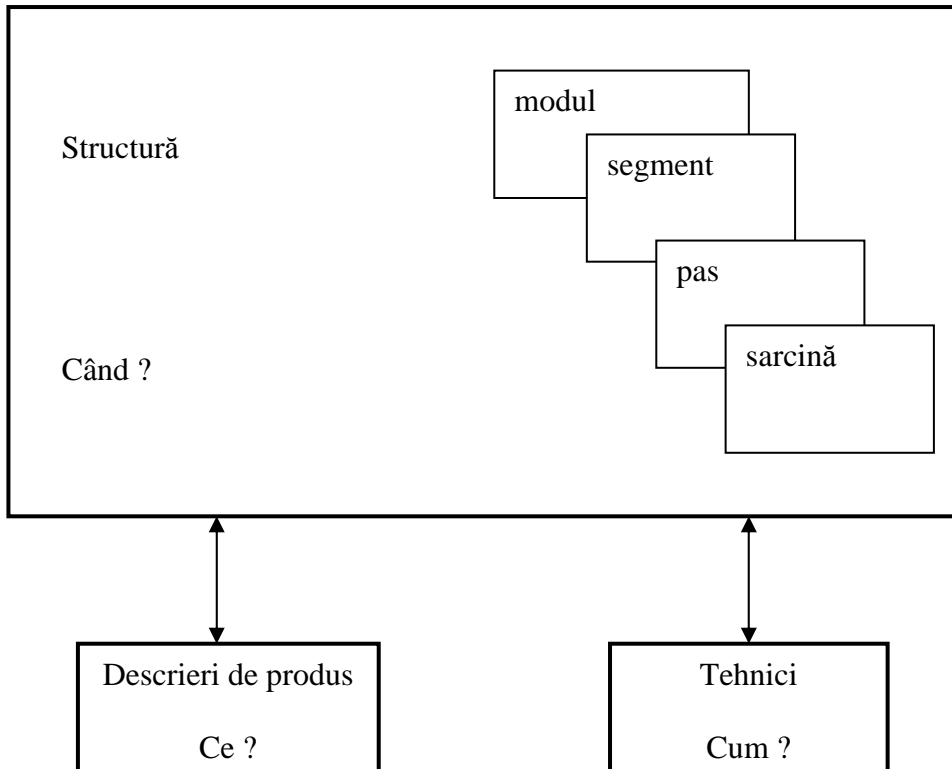 modul
Structură
segment
pas
Când ?
sarcină
Descrieri de produs
Ce ?
Tehnici
Cum ?